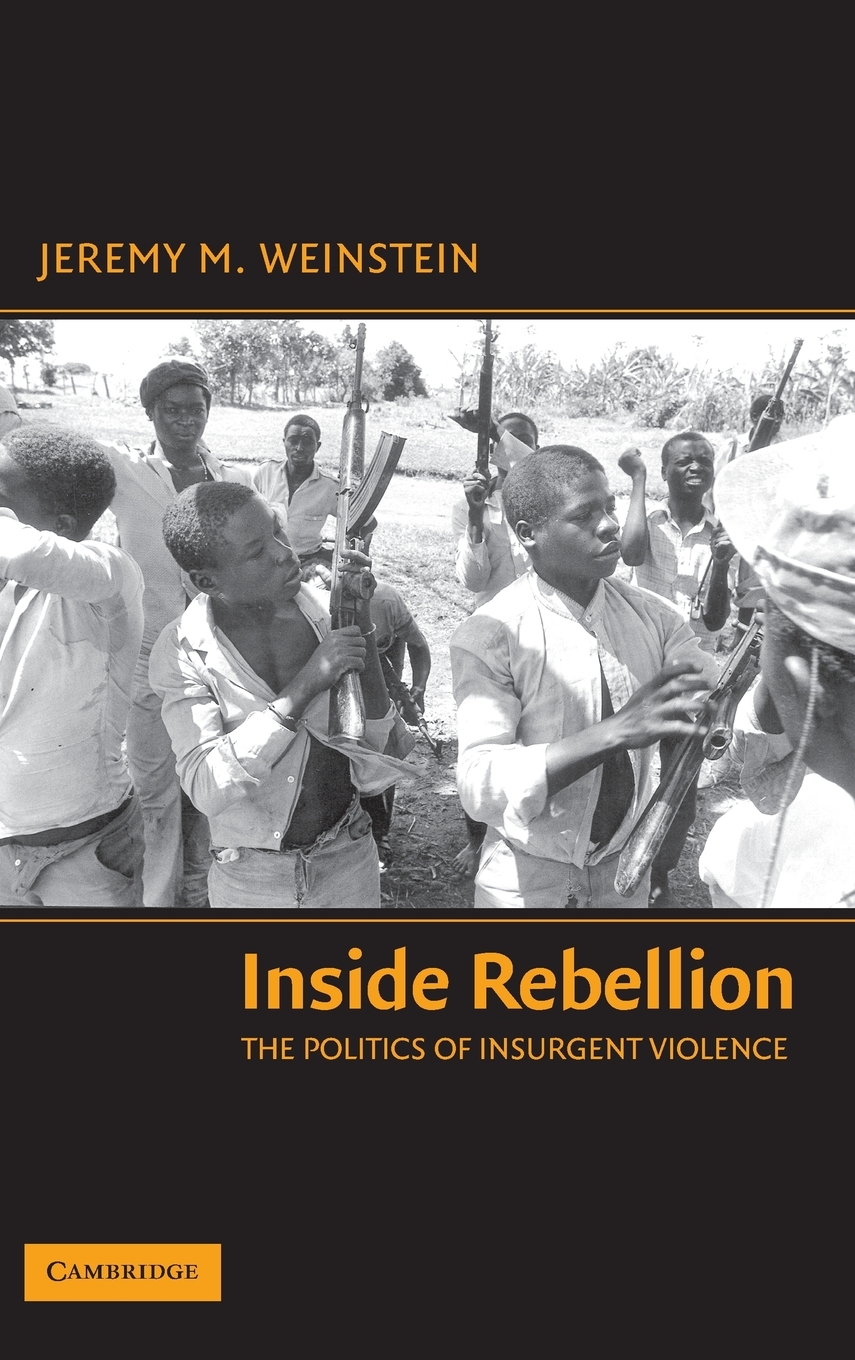 JEREMY M. WEINSTEIN
Inside Rebellion
THE POLITICS OF INSURGENT VIOLENCE
CAMBRIDGE